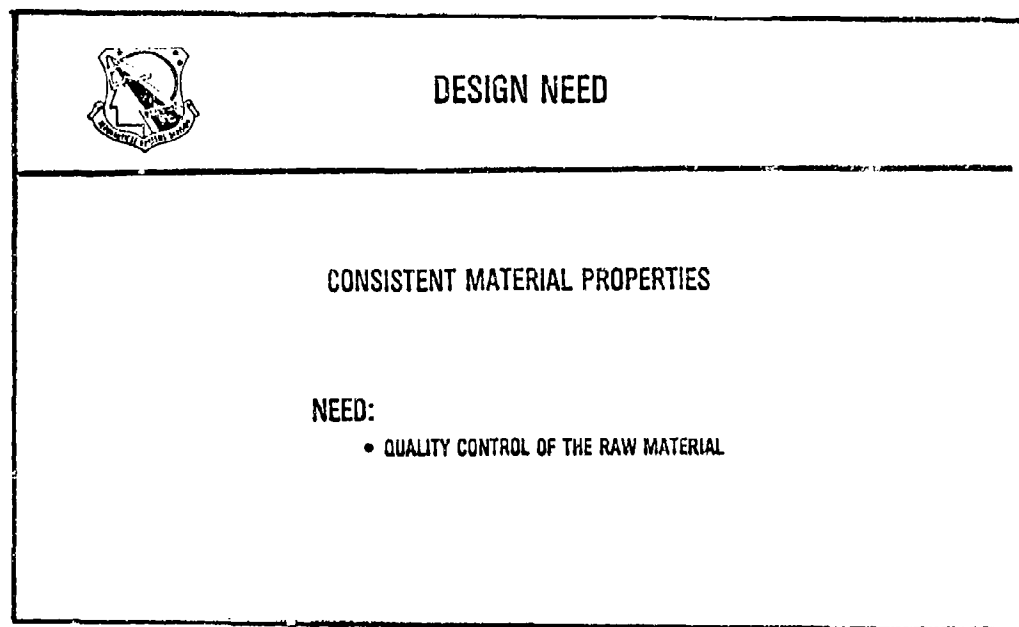 DESIGN NEED
CONSISTENT MATERIAL PROPERTIES
NEED:
• QUALITY CONTROL OF THE RAW MATERIAL